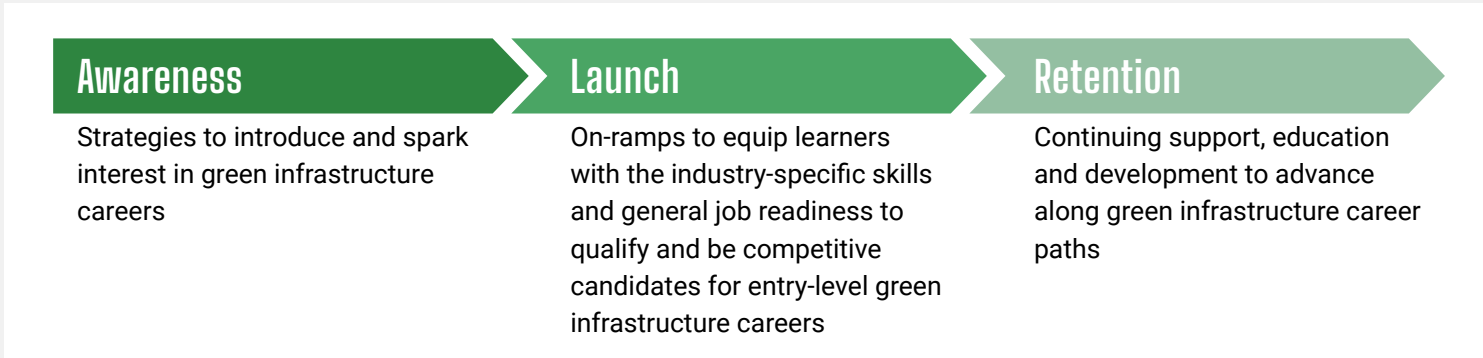 Awareness
Strategies to introduce and spark
interest in green infrastructure
careers
Launch
On-ramps to equip learners
with the industry-specific skills
and general job readiness to
qualify and be competitive
candidates for entry-level green
infrastructure careers
Retention
Continuing support, education
and development to advance
along green infrastructure career
paths